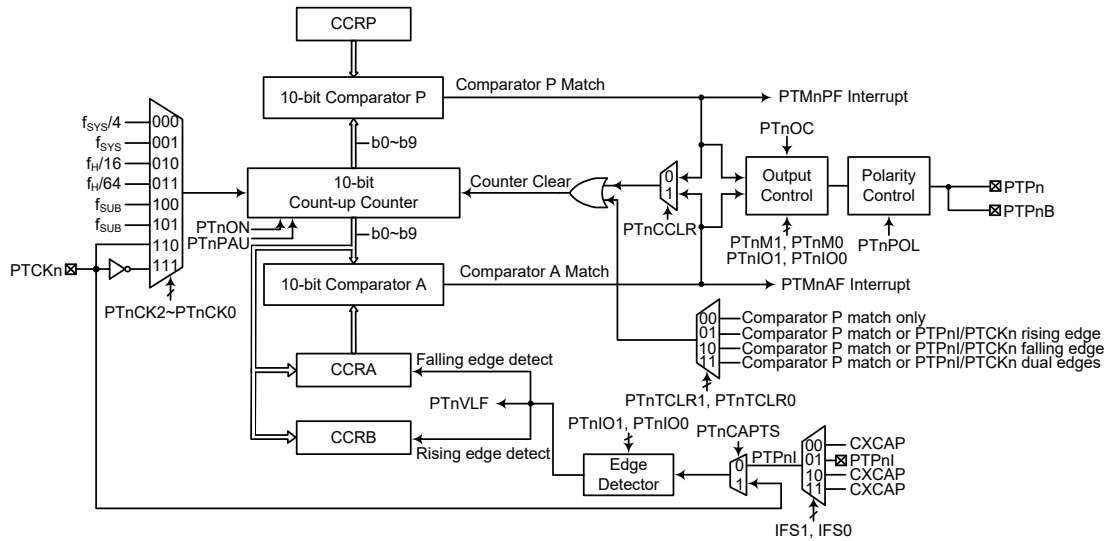 CCRP
10-bit Comparator P
Comparator P Match
PTMnPF Interrupt
b0~b9
fSYS/4
000
fSYS
001
fH/16
010
fH/64
011
fSUB
100
fSUB
101
110
111
PTCKn
PTnCK2~PTnCK0
10-bit
Count-up Counter
PTnON
PTnPAU
b0~b9
Counter Clear
0
1
PTnCCLR
PTnOC
Output
Control
PTnM1, PTnM0
PTnIO1, PTnIO0
Polarity
Control
PTnPOL
PTPn
PTPnB
10-bit Comparator A
Comparator A Match
PTMnAF Interrupt
00
Comparator P match only
01
Comparator P match or PTPnI/PTCKn rising edge
10
Comparator P match or PTPnI/PTCKn falling edge
11
Comparator P match or PTPnI/PTCKn dual edges
PTnTCLR1, PTnTCLR0
CCRA
Falling edge detect
PTnVLF
CCRB
Rising edge detect
PTnIO1, PTnIO0
Edge
Detector
PTnCAPTS
0
1
PTPnI
00
CXCAP
01
PTPnI
10
CXCAP
11
CXCAP
IFS1, IFS0